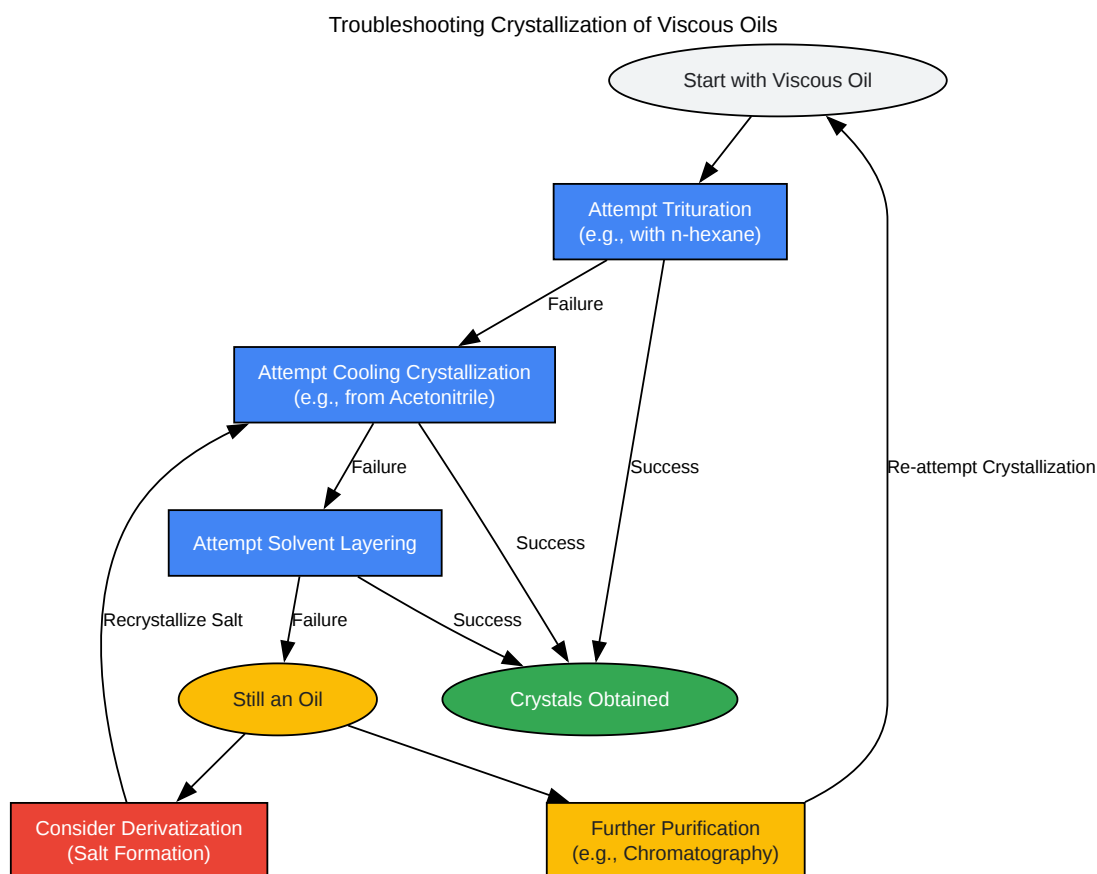 Troubleshooting Crystallization of Viscous Oils
Start with Viscous Oil
Attempt Trituration
(e.g., with n-hexane)
Failure
Attempt Cooling Crystallization
(e.g., from Acetonitrile)
Failure
Success
Re-attempt Crystallization
Attempt Solvent Layering
Success
Recrystallize Salt
Failure
Success
Still an Oil
Crystals Obtained
Consider Derivatization
(Salt Formation)
Further Purification
(e.g., Chromatography)